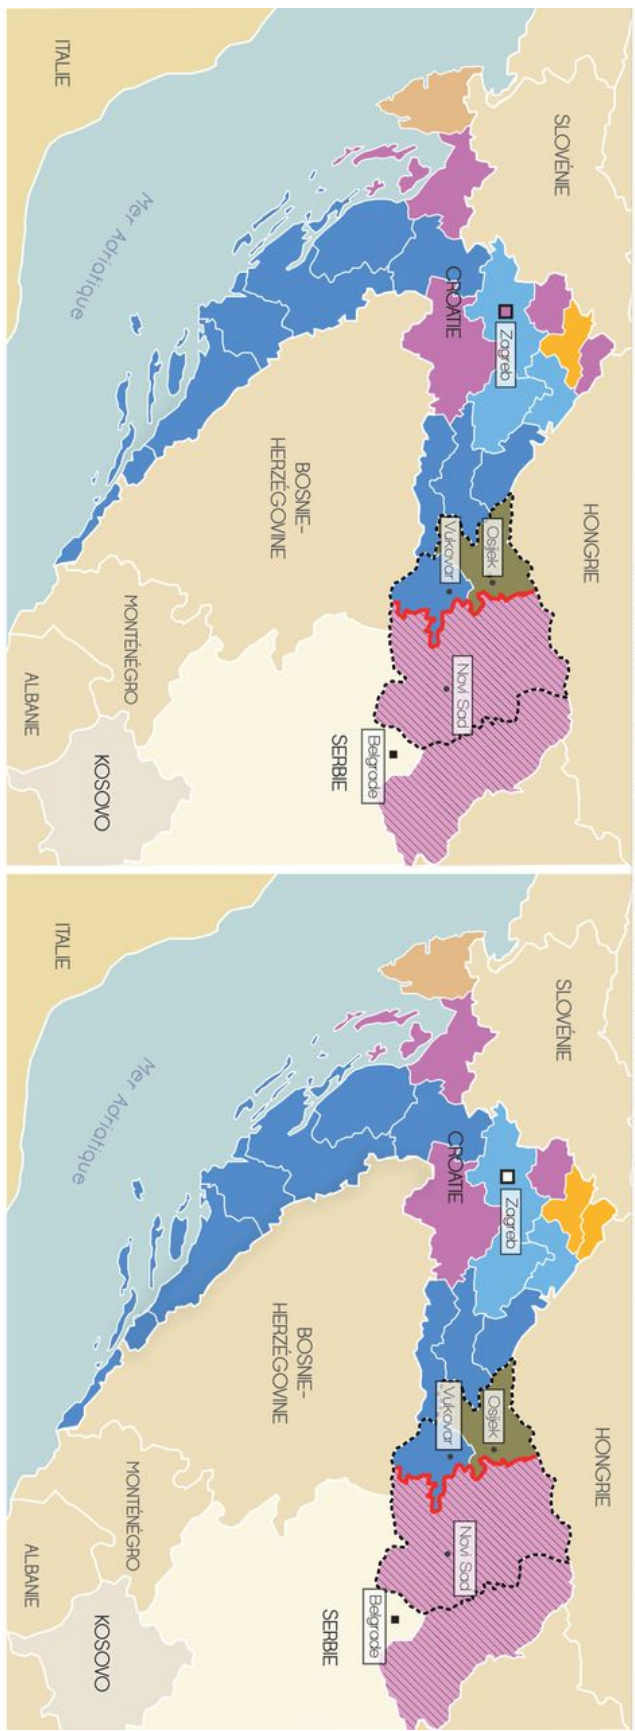 SLOVÉNIE
HONGRIE
Zagreb
CROATIE
Osijek
Vukovar
Novi Sad
Belgrade
SERBIE
BOSNIE-
HERZÉGOVINE
ITALIE
Mer Adriatique
MONTÉNÉGRO
KOSOVO
ALBANIE
SLOVÉNIE
HONGRIE
Zagreb
CROATIE
Osijek
Vukovar
Novi Sad
Belgrade
SERBIE
BOSNIE-
HERZÉGOVINE
ITALIE
Mer Adriatique
MONTÉNÉGRO
KOSOVO
ALBANIE